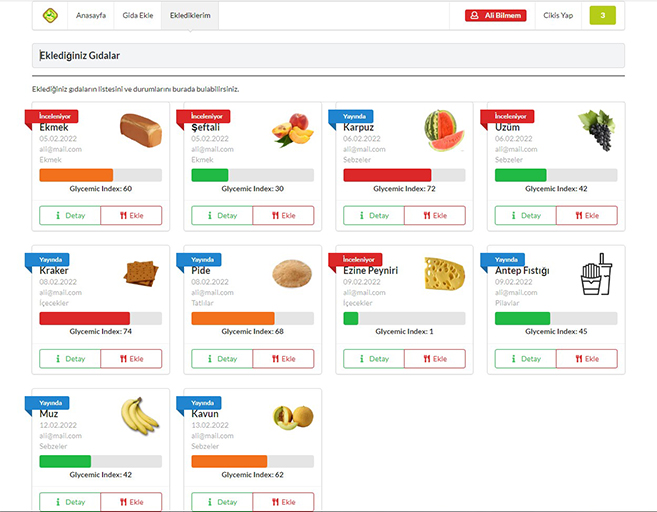 Anasayfa Gida Ekle Eklediklerim Ali Bilmem Cikis Yap 3
Eklediğiniz Gıdalar
Eklediğiniz gıdaların listesini ve durumlarını burada bulabilirsiniz.
İnceleniyor
Ekmek
05.02.2022
ali@mail.com
Ekmek
Glycemic Index: 60
Detay Ekle
İnceleniyor
Şeftali
05.02.2022
ali@mail.com
Ekmek
Glycemic Index: 30
Detay Ekle
Yayında
Karpuz
06.02.2022
ali@mail.com
Sebzeler
Glycemic Index: 72
Detay Ekle
İnceleniyor
Üzüm
06.02.2022
ali@mail.com
Sebzeler
Glycemic Index: 42
Detay Ekle
Yayında
Kraker
08.02.2022
ali@mail.com
İçecekler
Glycemic Index: 74
Detay Ekle
Yayında
Pide
08.02.2022
ali@mail.com
Tatlılar
Glycemic Index: 68
Detay Ekle
İnceleniyor
Ezine Peyniri
09.02.2022
ali@mail.com
İçecekler
Glycemic Index: 1
Detay Ekle
Yayında
Antep Fıstığı
09.02.2022
ali@mail.com
Pilavlar
Glycemic Index: 45
Detay Ekle
Yayında
Muz
12.02.2022
ali@mail.com
Sebzeler
Glycemic Index: 42
Detay Ekle
Yayında
Kavun
13.02.2022
ali@mail.com
Sebzeler
Glycemic Index: 62
Detay Ekle